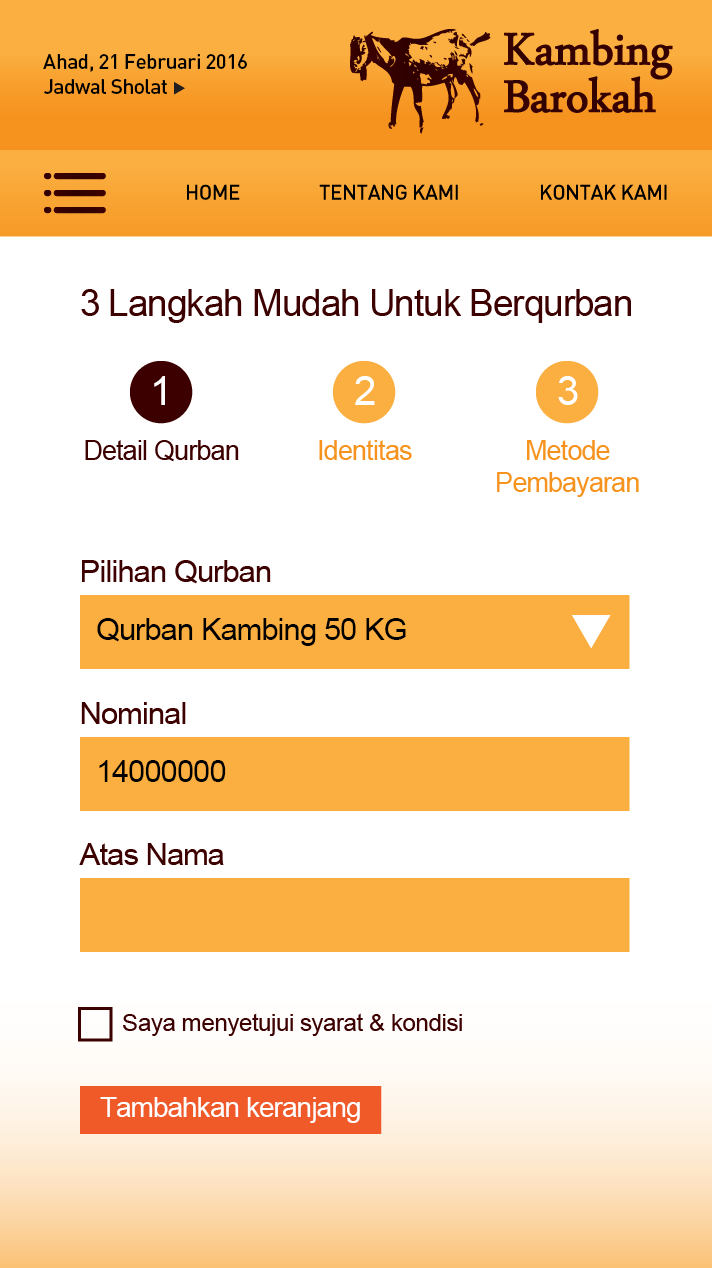 Ahad, 21 Februari 2016
Jadwal Sholat
Kambing
Barokah
HOME
TENTANG KAMI
KONTAK KAMI
3 Langkah Mudah Untuk Berqurban
1
2
3
Detail Qurban
Identitas
Metode
Pembayaran
Pilihan Qurban
Qurban Kambing 50 KG
Nominal
14000000
Atas Nama
Saya menyetujui syarat & kondisi
Tambahkan keranjang